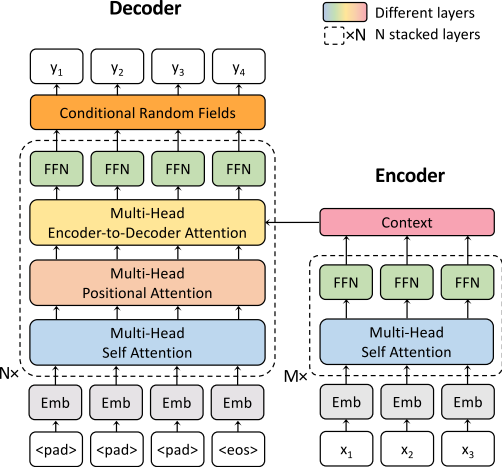 Decoder
Different layers
×N N stacked layers
y1 y2 y3 y4
Conditional Random Fields
FFN FFN FFN FFN
Multi-Head
Encoder-to-Decoder Attention
Multi-Head
Positional Attention
Multi-Head
Self Attention
N×
Emb Emb Emb Emb
<pad> <pad> <pad> <eos>
Encoder
Context
FFN FFN FFN
Multi-Head
Self Attention
M×
Emb Emb Emb
x1 x2 x3